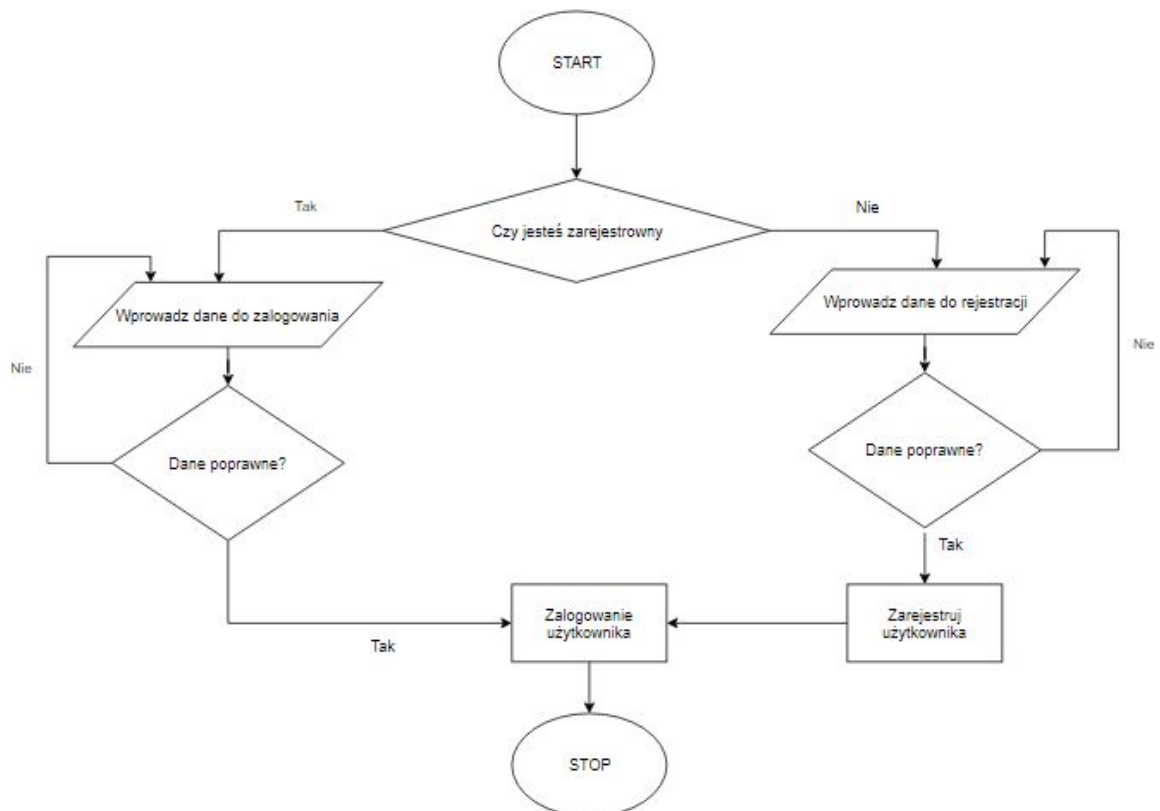 START
Tak
Nie
Czy jesteś zarejestrowny
Wprowadz dane do zalogowania
Wprowadz dane do rejestracji
Nie
Nie
Dane poprawne?
Dane poprawne?
Tak
Zalogowanie
użytkownika
Zarejestruj
użytkownika
Tak
STOP